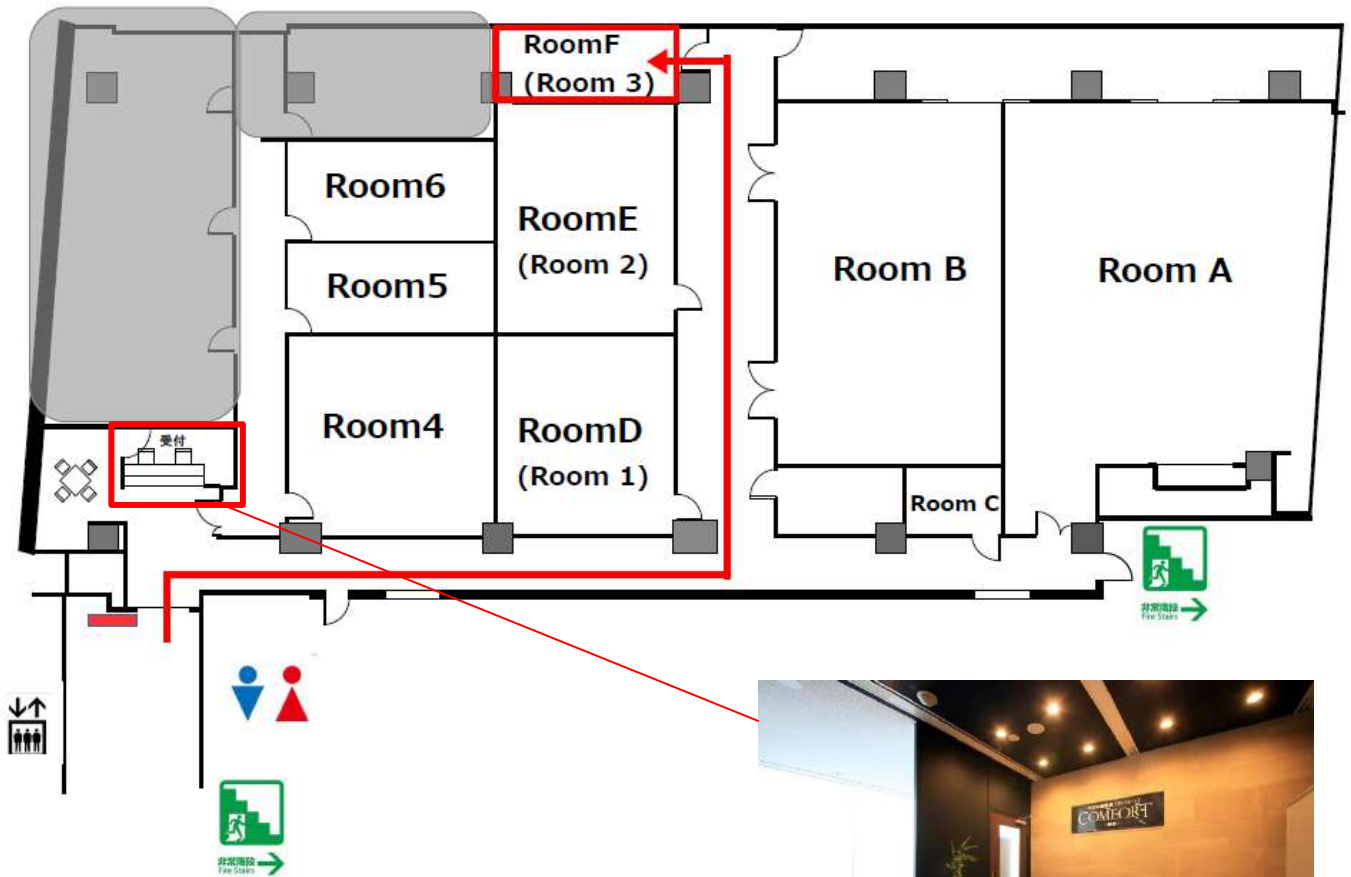 RoomF
(Room 3)
Room6
RoomE
(Room 2)
Room5
Room B
Room A
Room4
RoomD
(Room 1)
受付
Room C
非常階段
Fire Stairs
非常階段
Fire Stairs
COMFORT